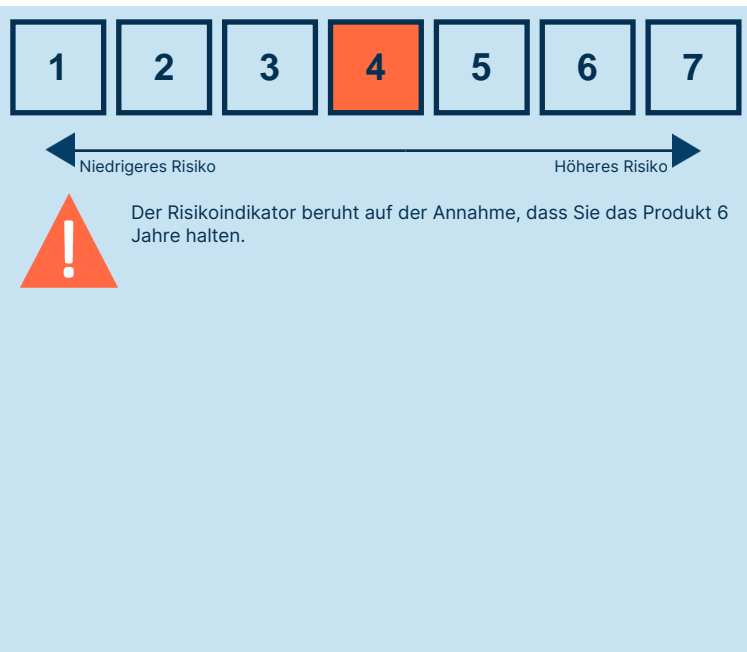 1 2 3 4 5 6 7
Niedrigeres Risiko Höheres Risiko
!
Der Risikoindikator beruht auf der Annahme, dass Sie das Produkt 6
Jahre halten.